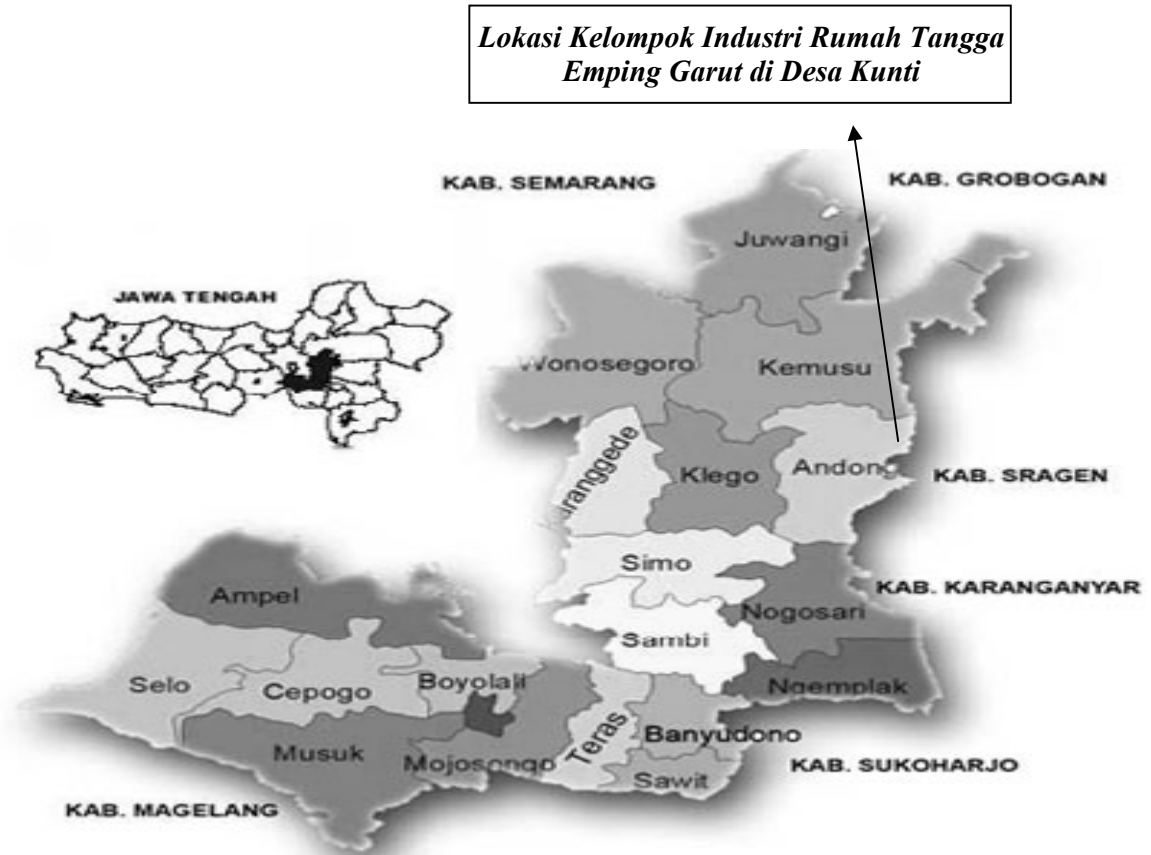 Lokasi Kelompok Industri Rumah Tangga
Emping Garut di Desa Kunti
KAB. SEMARANG
KAB. GROBOGAN
Juwangi
JAWA TENGAH
Wonosegoro
Kemusu
Karanggede
Klego
Andong
KAB. SRAGEN
Simo
Ampel
KAB. KARANGANYAR
Nogosari
Sambi
Selo
Cepogo
Boyolali
Ngemplak
Teras
Banyudono
Musuk
Mojosongo
KAB. SUKOHARJO
Sawit
KAB. MAGELANG